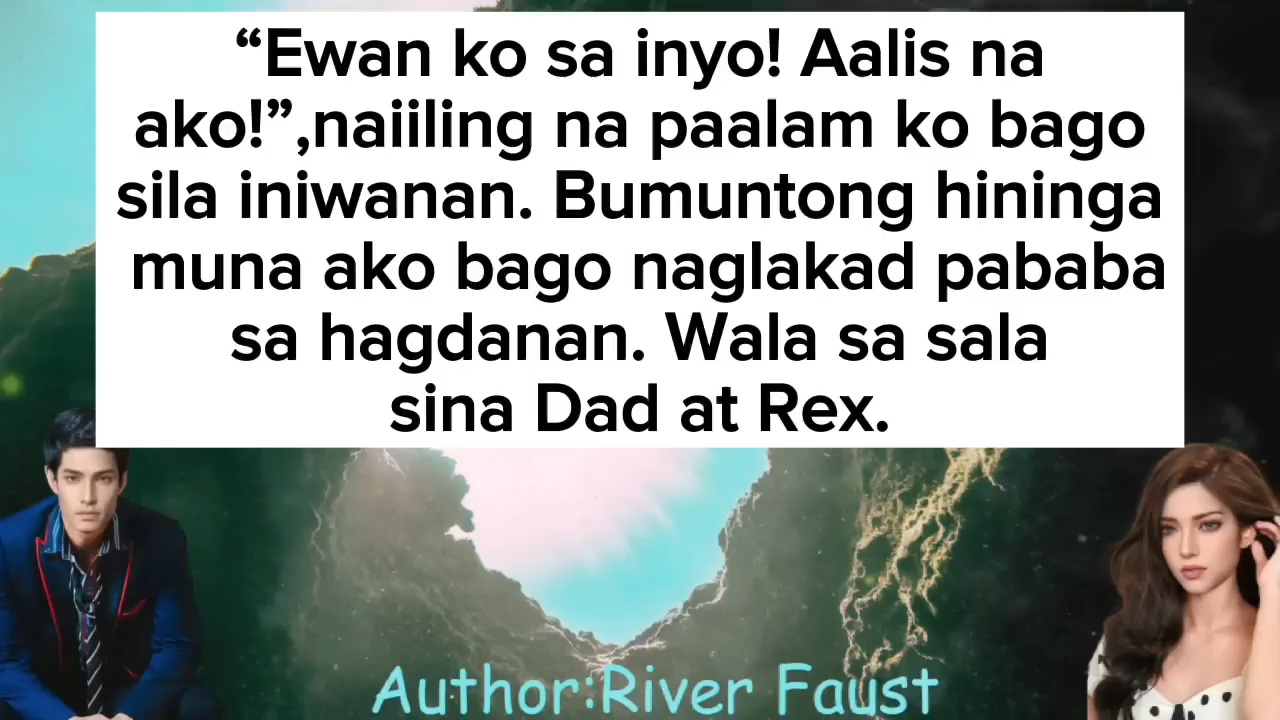 “Ewan ko sa inyo! Aalis na
ako!”,naiiling na paalam ko bago
sila iniwanan. Bumuntong hininga
muna ako bago naglakad pababa
sa hagdanan. Wala sa sala
sina Dad at Rex.
Author:River Faust